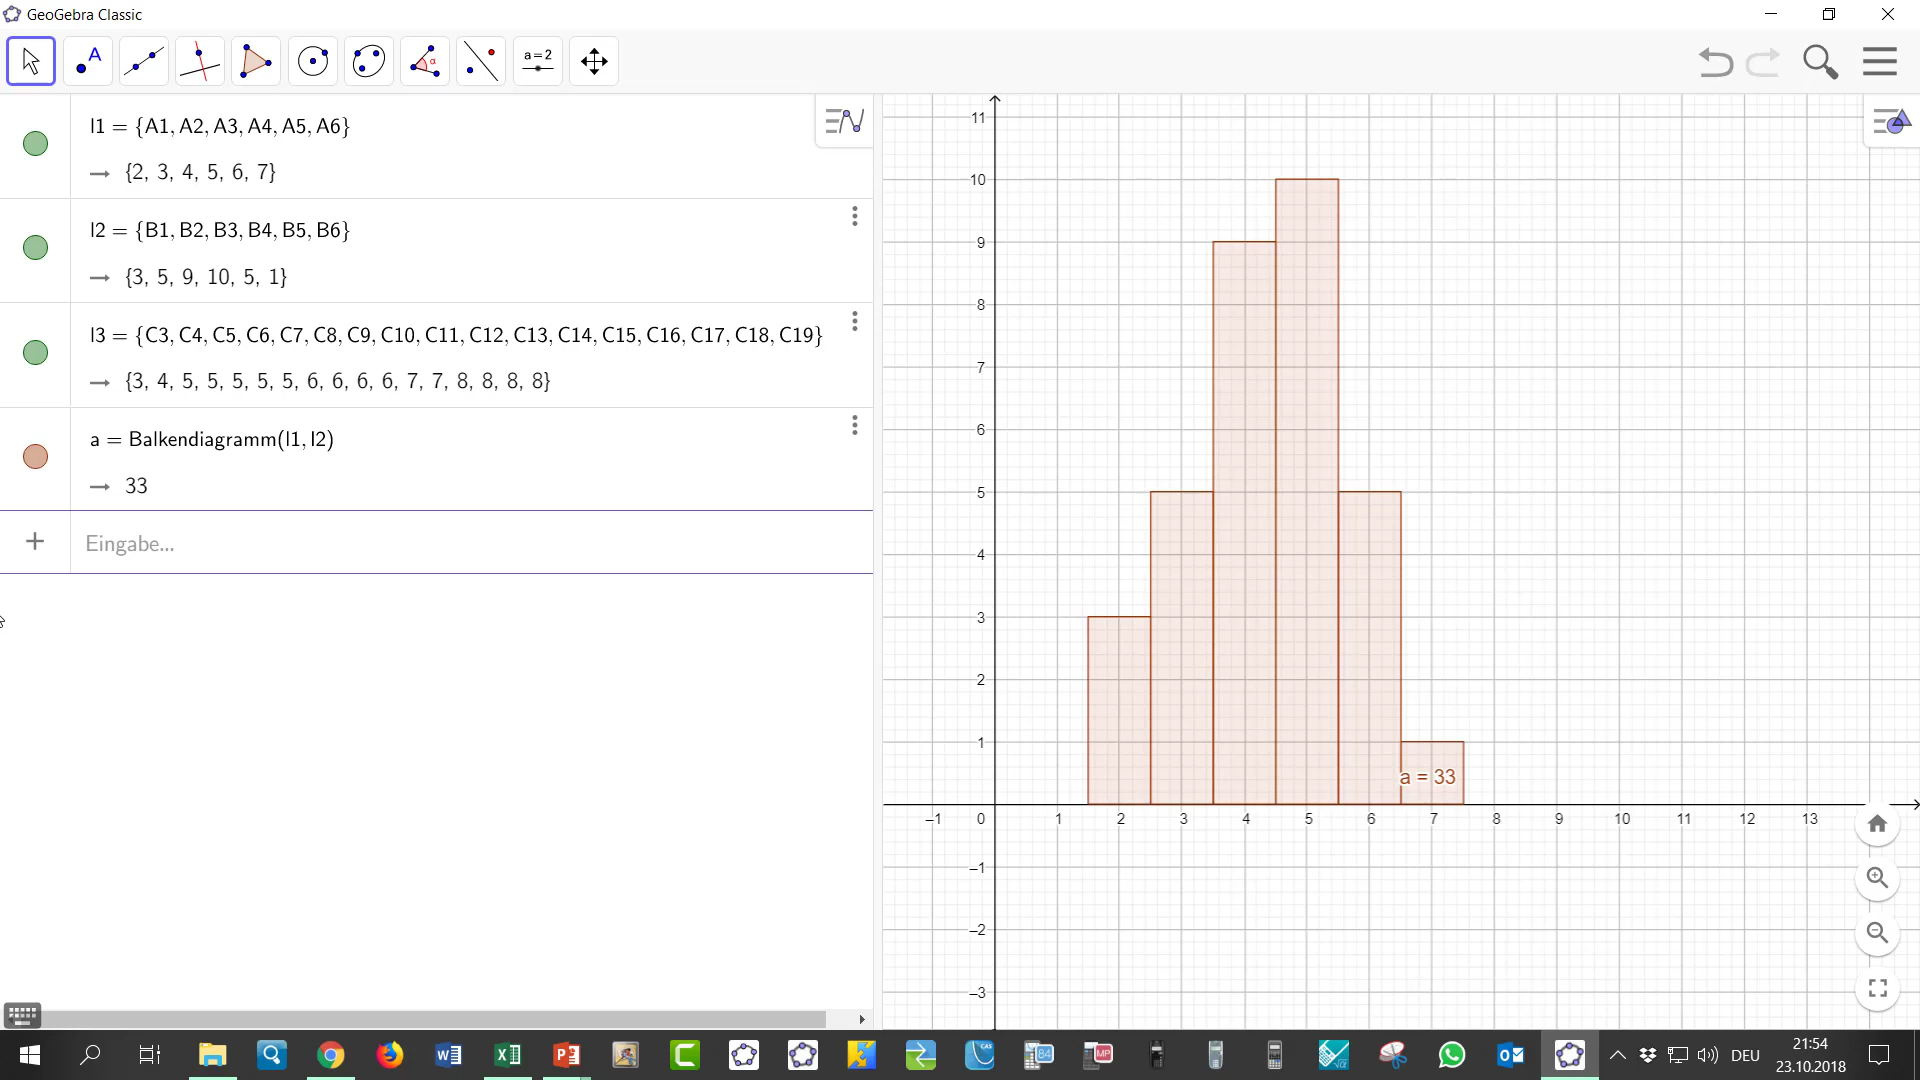 GeoGebra Classic
A
α
a=2
l1 = {A1, A2, A3, A4, A5, A6}
→ {2, 3, 4, 5, 6, 7}
l2 = {B1, B2, B3, B4, B5, B6}
→ {3, 5, 9, 10, 5, 1}
l3 = {C3, C4, C5, C6, C7, C8, C9, C10, C11, C12, C13, C14, C15, C16, C17, C18, C19}
→ {3, 4, 5, 5, 5, 5, 5, 6, 6, 6, 6, 7, 7, 8, 8, 8, 8}
a = Balkendiagramm(l1, l2)
→ 33
Eingabe...
11
10
9
8
7
6
5
4
3
2
1
a = 33
–1 0 1 2 3 4 5 6 7 8 9 10 11 12 13
–1
–2
–3
CAS
84
MP
DEU
21:54
23.10.2018